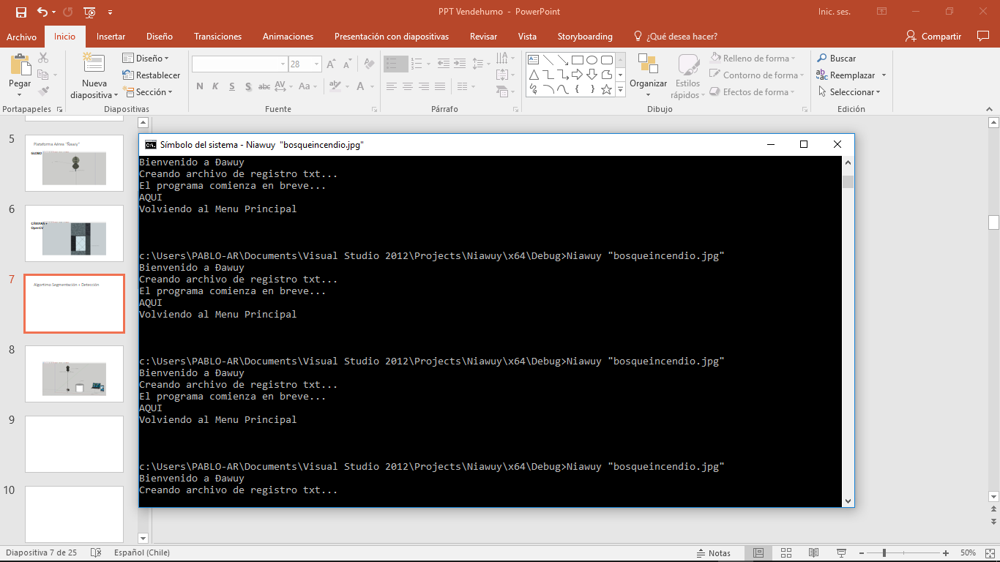 PPT Vendehumo - PowerPoint
Inic. ses.
Archivo
Inicio
Insertar
Diseño
Transiciones
Animaciones
Presentación con diapositivas
Revisar
Vista
Storyboarding
¿Qué desea hacer?
Compartir
Pegar
Portapapeles
Nueva
diapositiva
Diseño
Restablecer
Sección
Diapositivas
28
N K S S abc AV Aa A
Fuente
Párrafo
Organizar
Estilos
rápidos
Relleno de forma
Contorno de forma
Efectos de forma
Dibujo
Buscar
Reemplazar
Seleccionar
Edición
5
Plataforma Aérea "Ñawiy"
GLOBO
6
CÁMARA +
OpenCV
7
Algortimo Segmentación + Detección
8
9
10
Símbolo del sistema - Niawuy "bosqueincendio.jpg"
Bienvenido a Ðawuy
Creando archivo de registro txt...
El programa comienza en breve...
AQUI
Volviendo al Menu Principal
c:\Users\PABLO-AR\Documents\Visual Studio 2012\Projects\Niawuy\x64\Debug>Niawuy "bosqueincendio.jpg"
Bienvenido a Ðawuy
Creando archivo de registro txt...
El programa comienza en breve...
AQUI
Volviendo al Menu Principal
c:\Users\PABLO-AR\Documents\Visual Studio 2012\Projects\Niawuy\x64\Debug>Niawuy "bosqueincendio.jpg"
Bienvenido a Ðawuy
Creando archivo de registro txt...
El programa comienza en breve...
AQUI
Volviendo al Menu Principal
c:\Users\PABLO-AR\Documents\Visual Studio 2012\Projects\Niawuy\x64\Debug>Niawuy "bosqueincendio.jpg"
Bienvenido a Ðawuy
Creando archivo de registro txt...
Diapositiva 7 de 25
Español (Chile)
Notas
50%